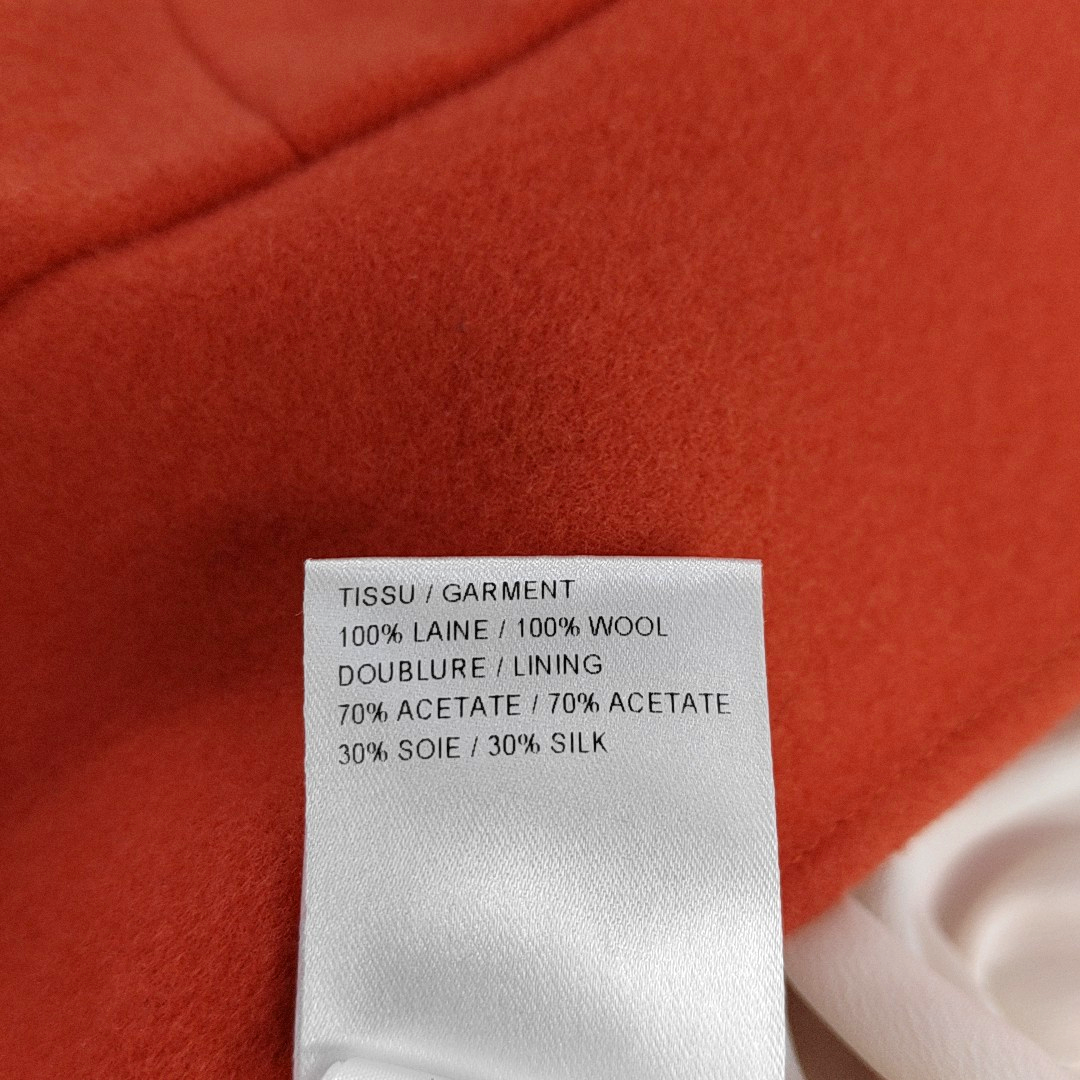 TISSU / GARMENT
100% LAINE / 100% WOOL
DOUBLURE / LINING
70% ACETATE / 70% ACETATE
30% SOIE / 30% SILK